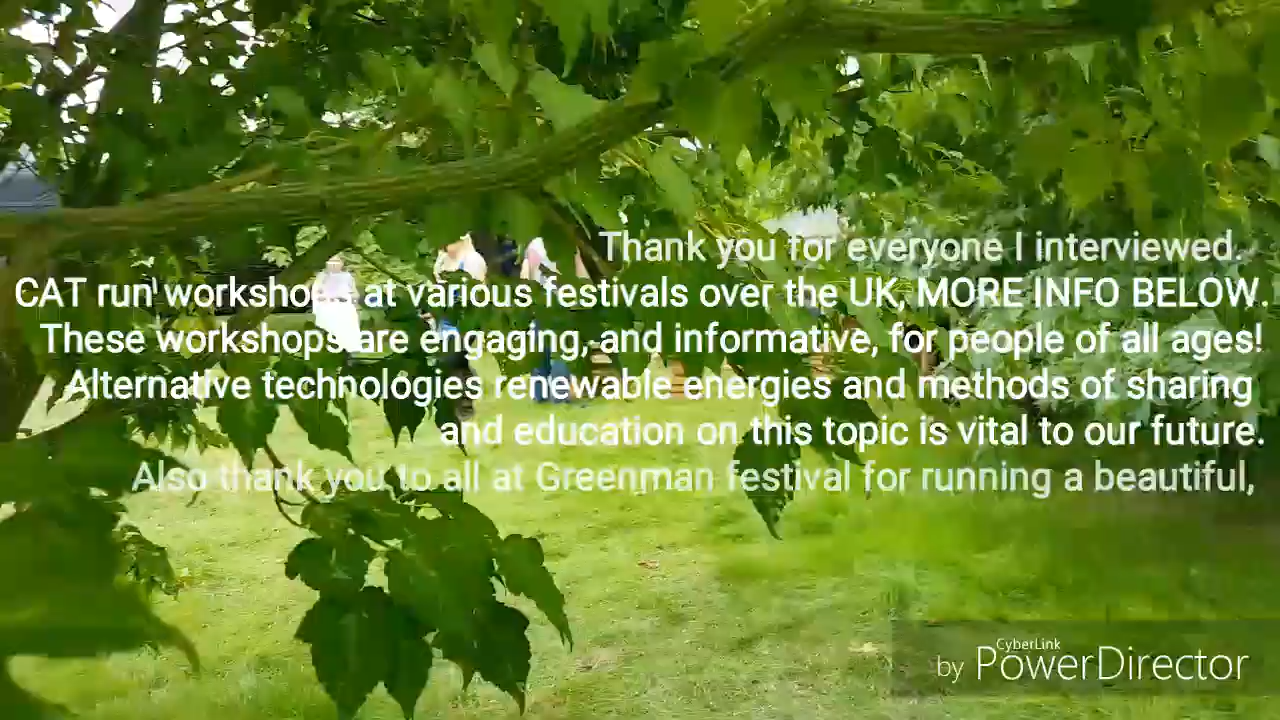 Thank you for everyone I interviewed.
CAT run workshops at various festivals over the UK, MORE INFO BELOW.
These workshops are engaging, and informative, for people of all ages!
Alternative technologies renewable energies and methods of sharing
and education on this topic is vital to our future.
Also thank you to all at Greenman festival for running a beautiful,
CyberLink
by PowerDirector